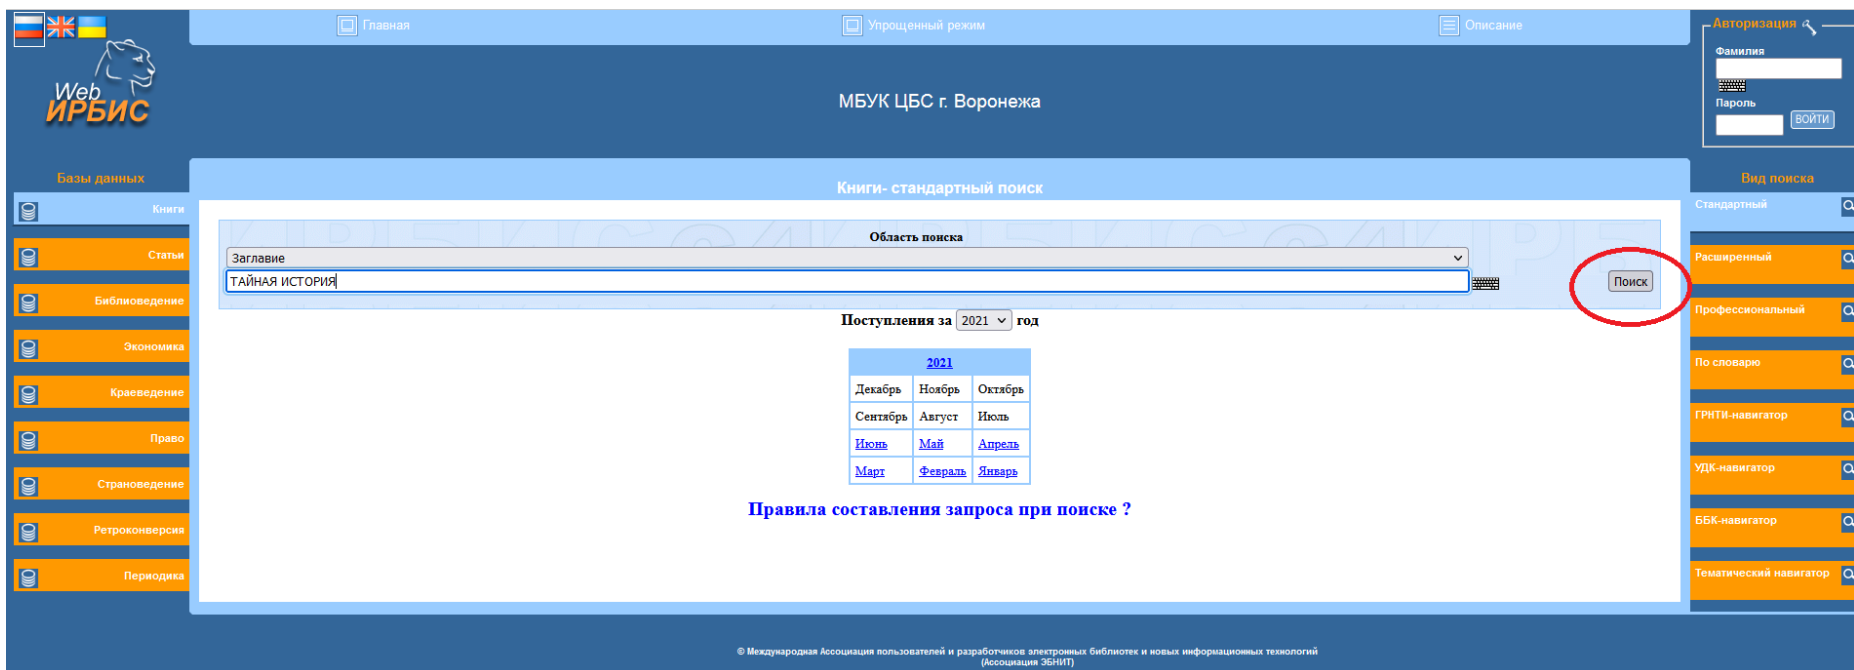 Главная
Упрощенный режим
Описание
Web
ИРБИС
МБУК ЦБС г. Воронежа
Авторизация
Фамилия
Пароль
ВОЙТИ
Базы данных
Книги
Статьи
Библиоведение
Экономика
Краеведение
Право
Страноведение
Ретроконверсия
Периодика
Книги- стандартный поиск
Область поиска
Заглавие
ТАЙНАЯ ИСТОРИЯ
Поиск
Поступления за 2021 год
2021
Декабрь Ноябрь Октябрь
Сентябрь Август Июль
Июнь Май Апрель
Март Февраль Январь
Правила составления запроса при поиске ?
Вид поиска
Стандартный
Расширенный
Профессиональный
По словарю
ГРНТИ-навигатор
УДК-навигатор
ББК-навигатор
Тематический навигатор
© Международная Ассоциация пользователей и разработчиков электронных библиотек и новых информационных технологий
(Ассоциация ЭБНИТ)